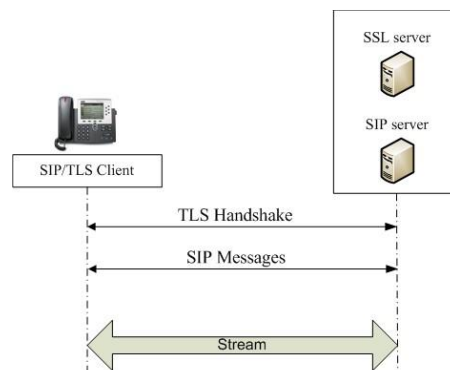 SSL server
SIP server
SIP/TLS Client
TLS Handshake
SIP Messages
Stream